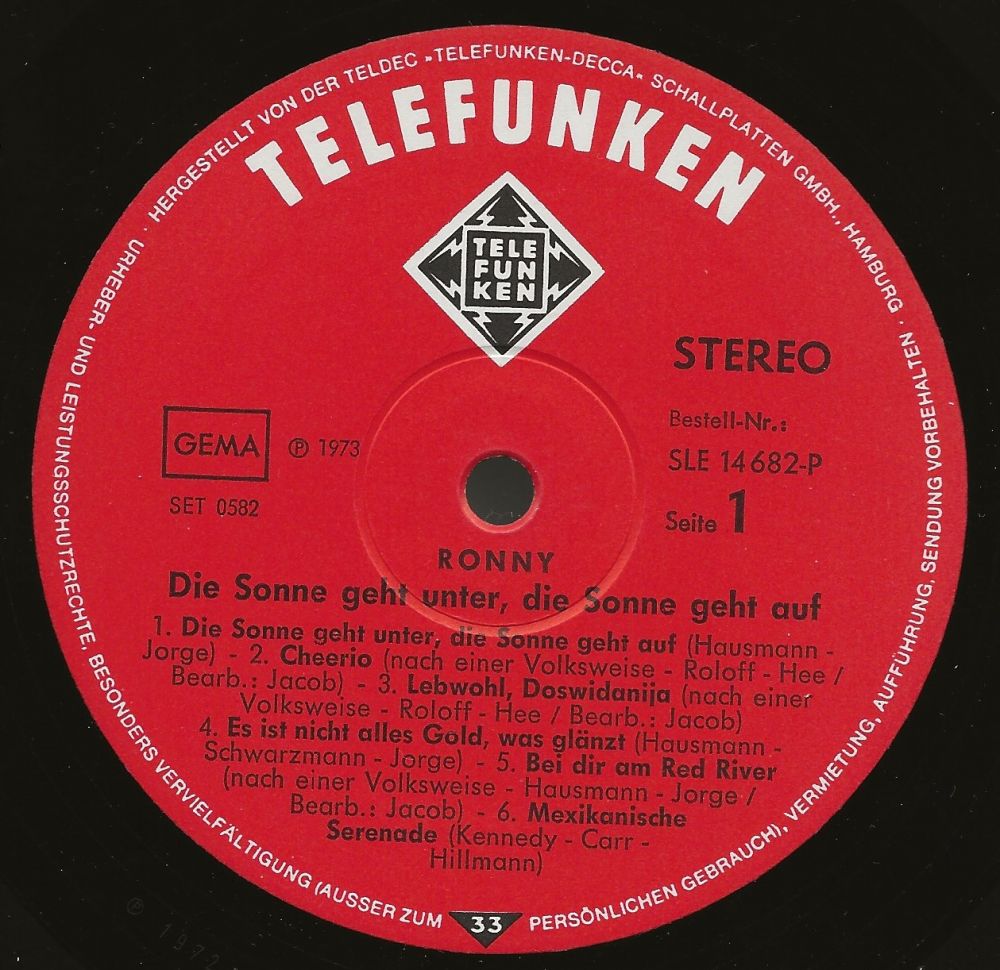 · HERGESTELLT VON DER TELDEC »TELEFUNKEN-DECCA« SCHALLPLATTEN GMBH., HAMBURG · URHEBER- UND LEISTUNGSSCHUTZRECHTE, BESONDERS VERVIELFÄLTIGUNG (AUSSER ZUM PERSÖNLICHEN GEBRAUCH), VERMIETUNG, AUFFÜHRUNG, SENDUNG VORBEHALTEN ·
TELEFUNKEN
TELE
FUN
KEN
STEREO
GEMA
℗ 1973
SET 0582
Bestell-Nr.:
SLE 14682-P
Seite 1
RONNY
Die Sonne geht unter, die Sonne geht auf
1. Die Sonne geht unter, die Sonne geht auf (Hausmann -
Jorge) - 2. Cheerio (nach einer Volksweise - Roloff - Hee /
Bearb.: Jacob) - 3. Lebwohl, Doswidanija (nach einer
Volksweise - Roloff - Hee / Bearb.: Jacob)
4. Es ist nicht alles Gold, was glänzt (Hausmann -
Schwarzmann - Jorge) - 5. Bei dir am Red River
(nach einer Volksweise - Hausmann - Jorge /
Bearb.: Jacob) - 6. Mexikanische
Serenade (Kennedy - Carr -
Hillmann)
33